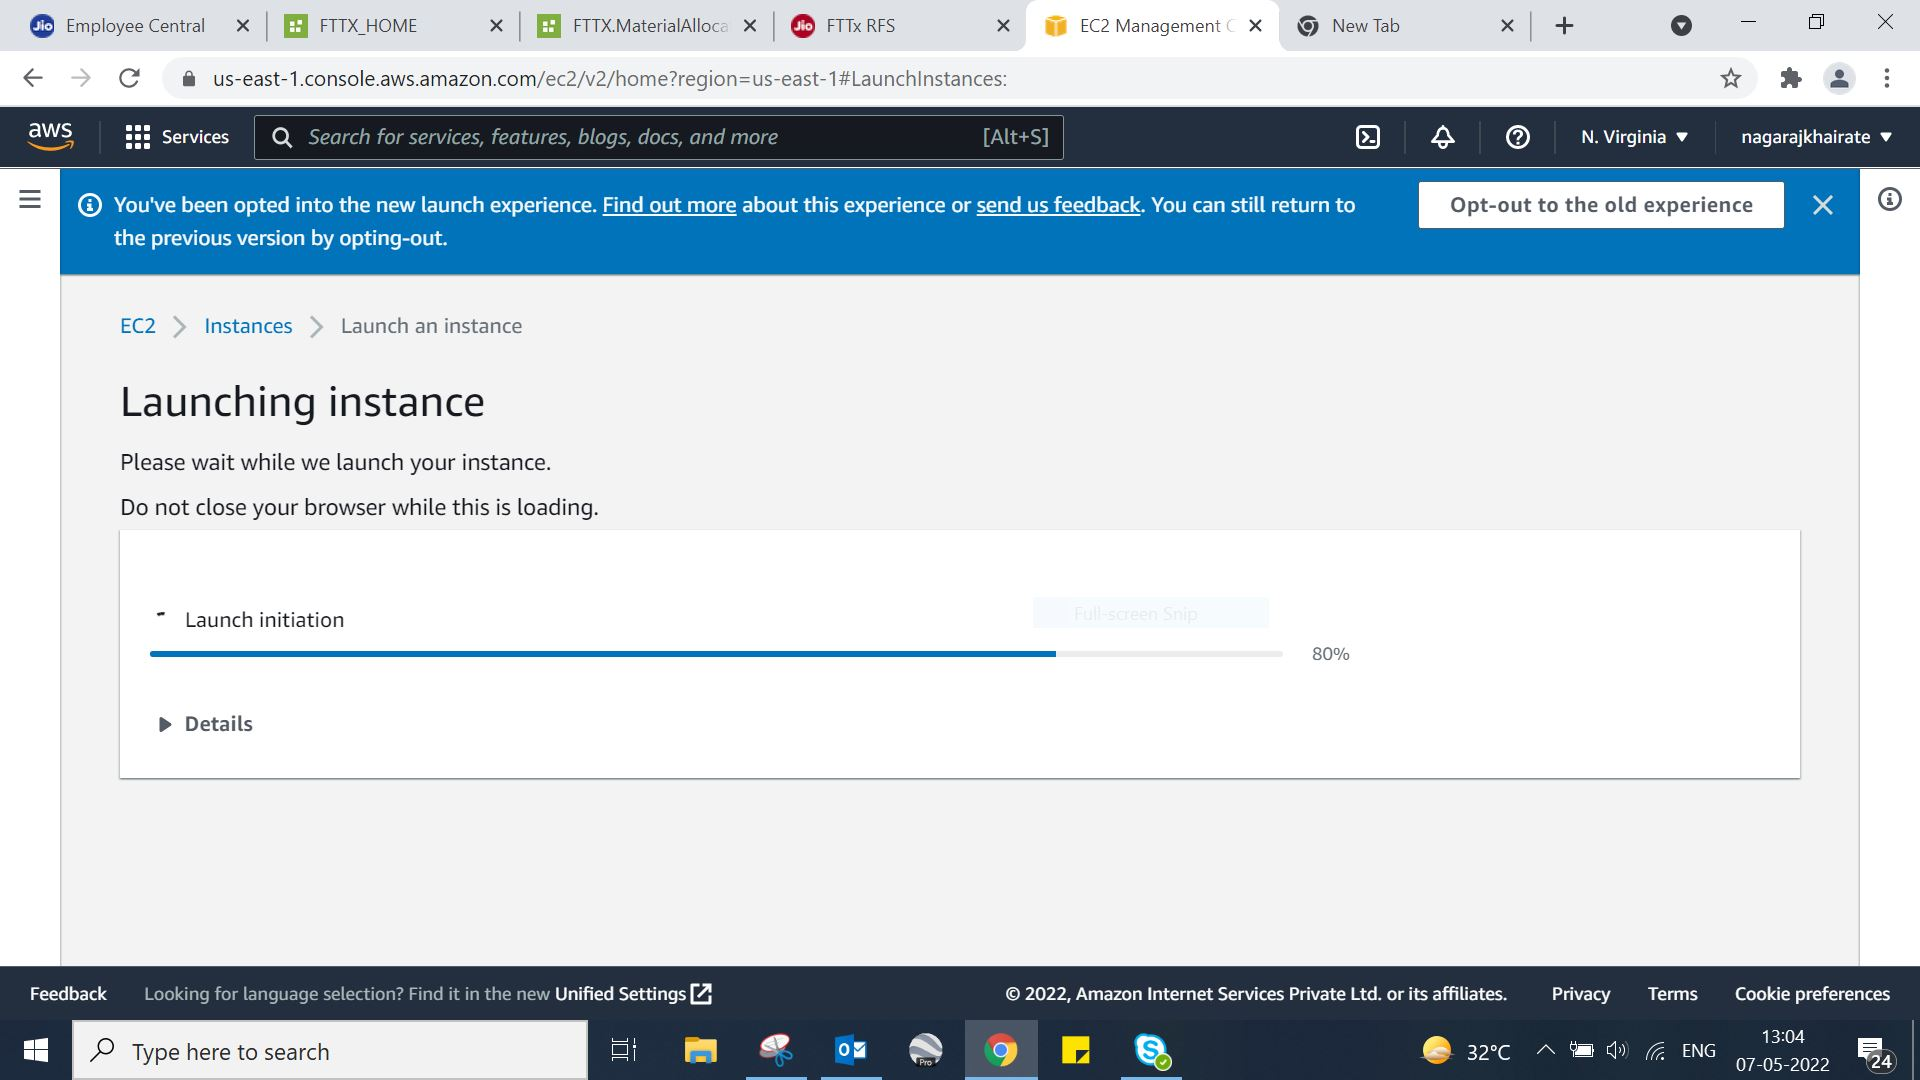 Jio Employee Central
FTTX_HOME
FTTX.MaterialAlloca
Jio FTTx RFS
EC2 Management C
New Tab
us-east-1.console.aws.amazon.com/ec2/v2/home?region=us-east-1#LaunchInstances:
aws
Services
Search for services, features, blogs, docs, and more [Alt+S]
N. Virginia
nagarajkhairate
You've been opted into the new launch experience. Find out more about this experience or send us feedback. You can still return to
the previous version by opting-out.
Opt-out to the old experience
EC2 Instances Launch an instance
Launching instance
Please wait while we launch your instance.
Do not close your browser while this is loading.
Full-screen Snip
Launch initiation
80%
Details
Feedback
Looking for language selection? Find it in the new Unified Settings
© 2022, Amazon Internet Services Private Ltd. or its affiliates.
Privacy
Terms
Cookie preferences
Type here to search
Pro
32°C
ENG
13:04
07-05-2022
24